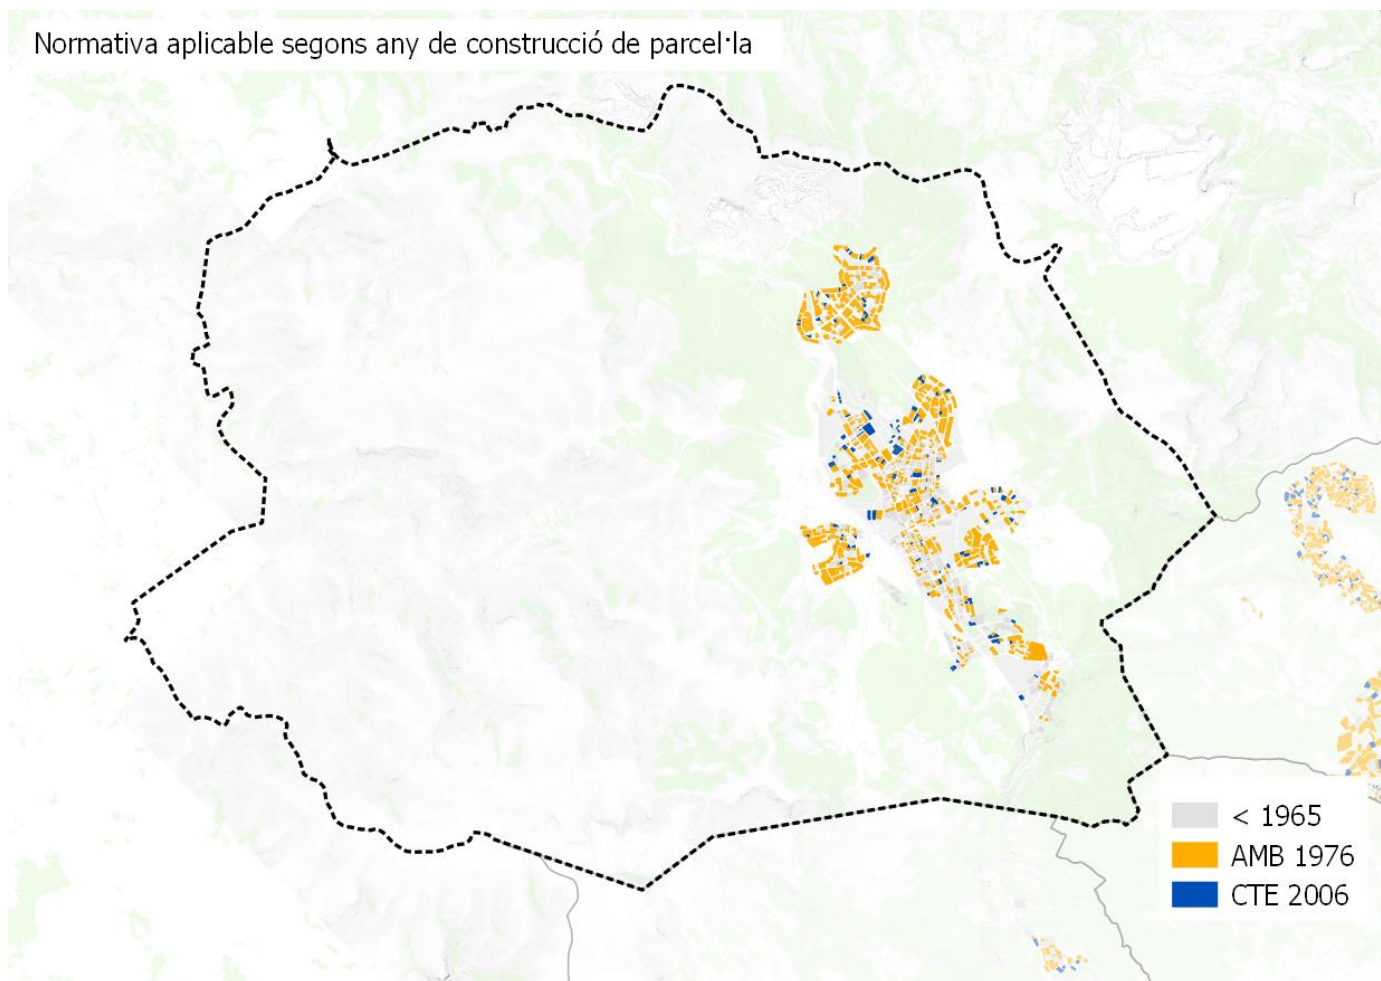 Normativa aplicable segons any de construcció de parcel·la
< 1965
AMB 1976
CTE 2006